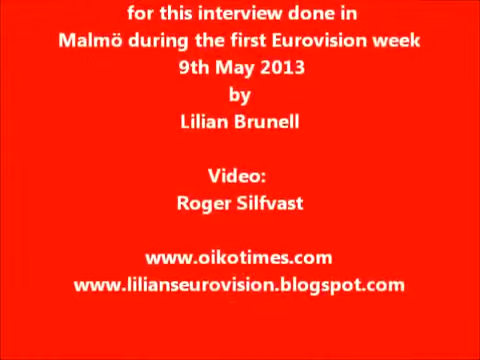 for this interview done in
Malmö during the first Eurovision week
9th May 2013
by
Lilian Brunell
Video:
Roger Silfvast
www.oikotimes.com
www.lilianseurovision.blogspot.com